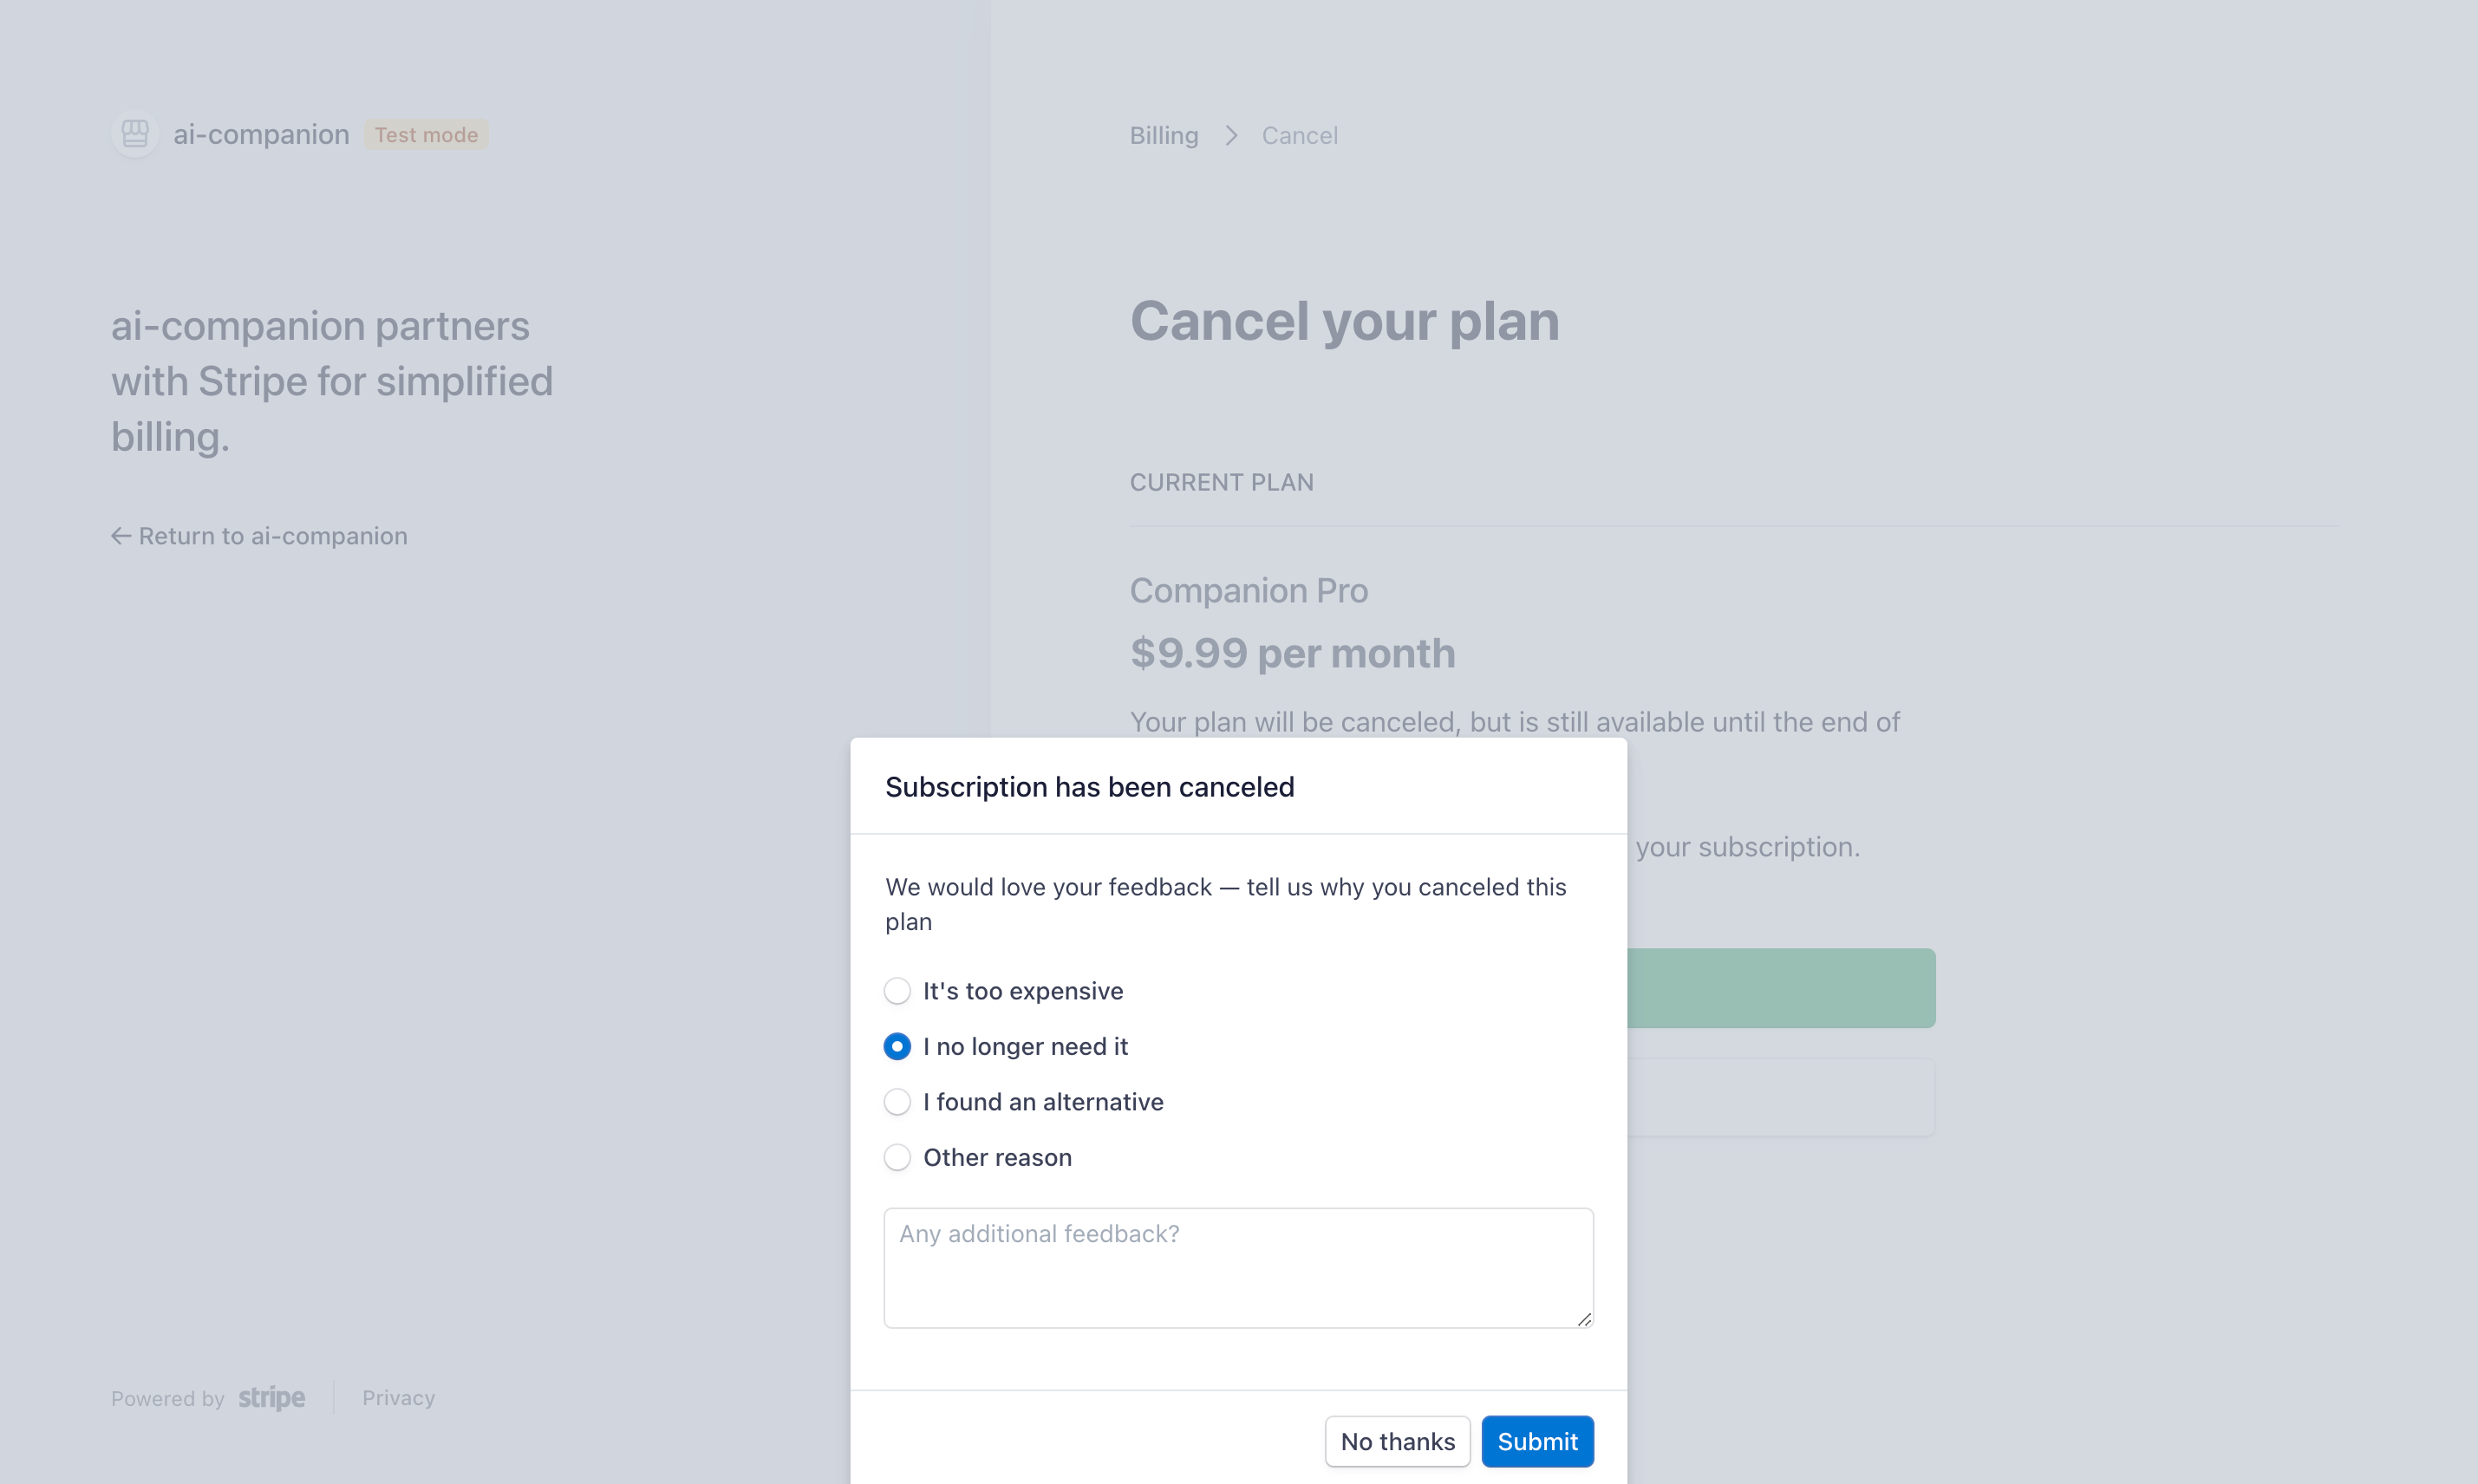 ai-companion Test mode
ai-companion partners
with Stripe for simplified
billing.
← Return to ai-companion
Powered by stripe Privacy
Billing > Cancel
Cancel your plan
CURRENT PLAN
Companion Pro
$9.99 per month
Your plan will be canceled, but is still available until the end of
your subscription.
Subscription has been canceled
We would love your feedback — tell us why you canceled this
plan
It's too expensive
I no longer need it
I found an alternative
Other reason
Any additional feedback?
No thanks Submit